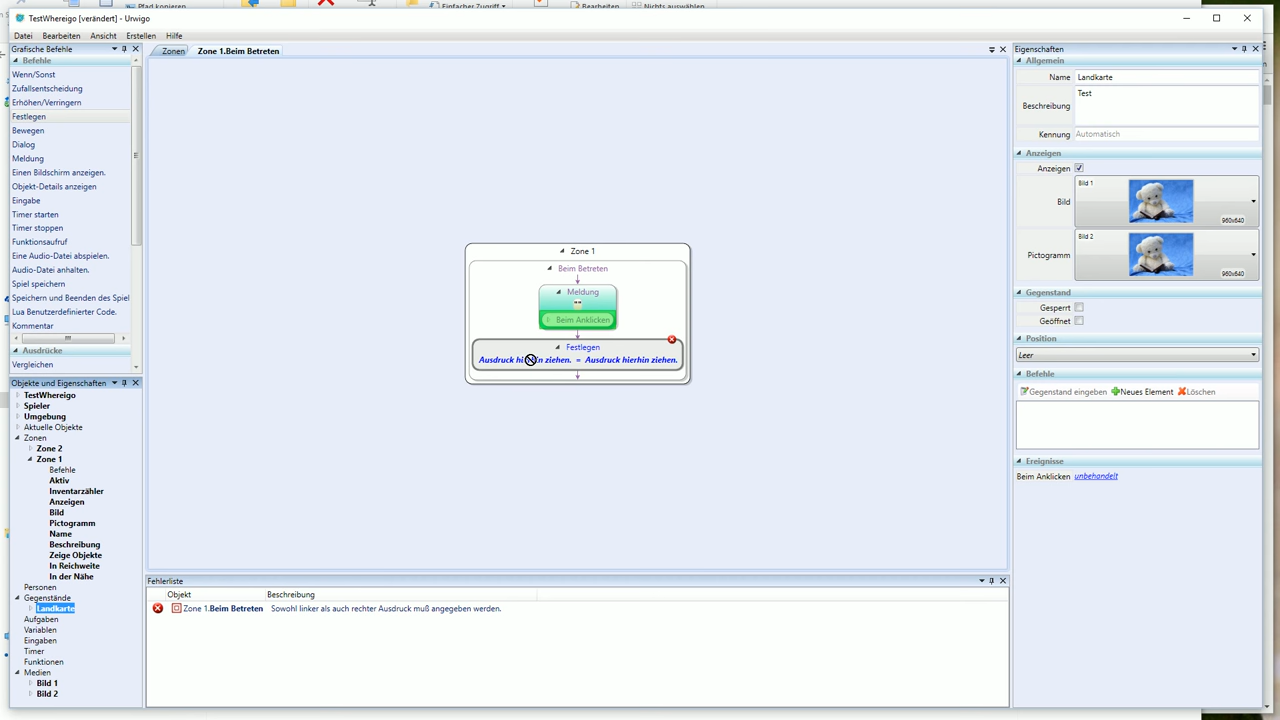 Pfad kopieren
Einfacher Zugriff
Bearbeiten
Nichts auswählen
TestWhereigo [verändert] - Urwigo
Datei Bearbeiten Ansicht Erstellen Hilfe
Grafische Befehle
Befehle
Wenn/Sonst
Zufallsentscheidung
Erhöhen/Verringern
Festlegen
Bewegen
Dialog
Meldung
Einen Bildschirm anzeigen.
Objekt-Details anzeigen
Eingabe
Timer starten
Timer stoppen
Funktionsaufruf
Eine Audio-Datei abspielen.
Audio-Datei anhalten.
Spiel speichern
Speichern und Beenden des Spiel
Lua Benutzerdefinierter Code.
Kommentar
Ausdrücke
Vergleichen
Objekte und Eigenschaften
TestWhereigo
Spieler
Umgebung
Aktuelle Objekte
Zonen
Zone 2
Zone 1
Befehle
Aktiv
Inventarzähler
Anzeigen
Bild
Pictogramm
Name
Beschreibung
Zeige Objekte
In Reichweite
In der Nähe
Personen
Gegenstände
Landkarte
Aufgaben
Variablen
Eingaben
Timer
Funktionen
Medien
Bild 1
Bild 2
Zonen Zone 1.Beim Betreten
Zone 1
Beim Betreten
Meldung
Beim Anklicken
Festlegen
Ausdruck hierhin ziehen. = Ausdruck hierhin ziehen.
Fehlerliste
Objekt Beschreibung
Zone 1.Beim Betreten Sowohl linker als auch rechter Ausdruck muß angegeben werden.
Eigenschaften
Allgemein
Name Landkarte
Beschreibung Test
Kennung Automatisch
Anzeigen
Anzeigen
Bild Bild 1 960x640
Pictogramm Bild 2 960x640
Gegenstand
Gesperrt
Geöffnet
Position
Leer
Befehle
Gegenstand eingeben Neues Element Löschen
Ereignisse
Beim Anklicken unbehandelt